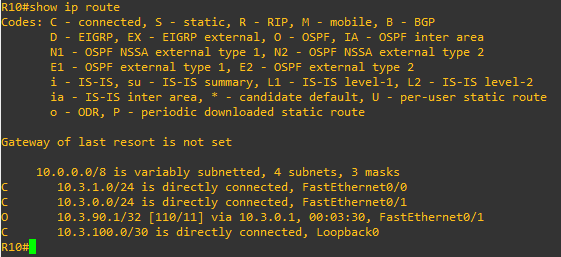 R10#show ip route
Codes: C - connected, S - static, R - RIP, M - mobile, B - BGP
       D - EIGRP, EX - EIGRP external, O - OSPF, IA - OSPF inter area
       N1 - OSPF NSSA external type 1, N2 - OSPF NSSA external type 2
       E1 - OSPF external type 1, E2 - OSPF external type 2
       i - IS-IS, su - IS-IS summary, L1 - IS-IS level-1, L2 - IS-IS level-2
       ia - IS-IS inter area, * - candidate default, U - per-user static route
       o - ODR, P - periodic downloaded static route
Gateway of last resort is not set
     10.0.0.0/8 is variably subnetted, 4 subnets, 3 masks
C       10.3.1.0/24 is directly connected, FastEthernet0/0
C       10.3.0.0/24 is directly connected, FastEthernet0/1
O       10.3.90.1/32 [110/11] via 10.3.0.1, 00:03:30, FastEthernet0/1
C       10.3.100.0/30 is directly connected, Loopback0
R10#